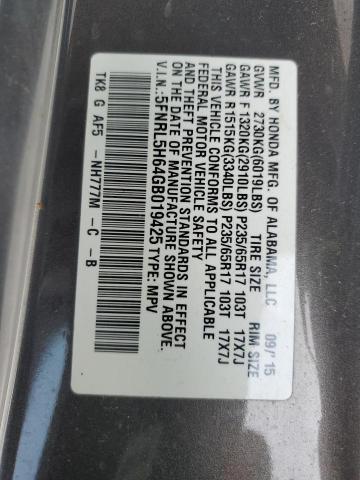 MFD. BY HONDA MFG. OF ALABAMA, LLC 09/'15
GVWR 2730KG(6019LBS) TIRE SIZE RIM SIZE
GAWR F 1320KG(2910LBS) P235/65R17 103T 17X7J
GAWR R 1515KG(3340LBS) P235/65R17 103T 17X7J
THIS VEHICLE CONFORMS TO ALL APPLICABLE
FEDERAL MOTOR VEHICLE SAFETY
AND THEFT PREVENTION STANDARDS IN EFFECT
ON THE DATE OF MANUFACTURE SHOWN ABOVE.
V.I.N.:5FNRL5H64GB019425 TYPE: MPV
TK8 G AF5 -NH777M -C -B